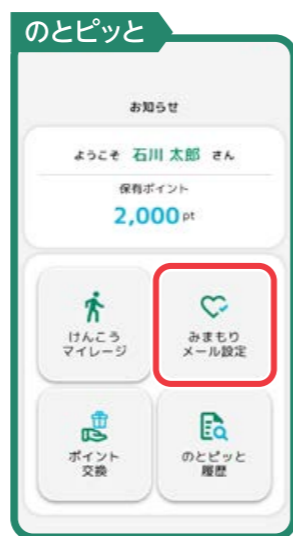 のとピッと
お知らせ
ようこそ 石川 太郎 さん
保有ポイント
2,000 pt
けんこう
マイレージ
みまもり
メール設定
ポイント
交換
のとピッと
履歴